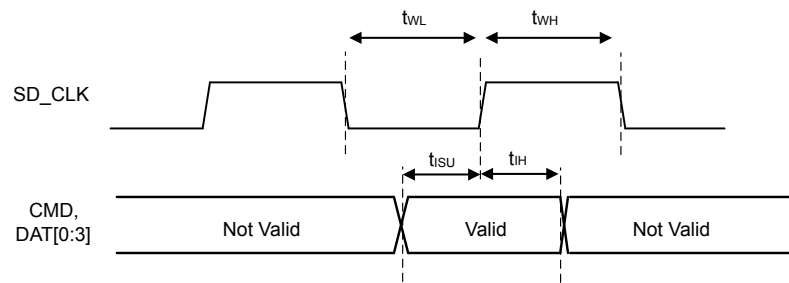 tWL
tWH
SD_CLK
tISU
tIH
CMD,
DAT[0:3]
Not Valid
Valid
Not Valid